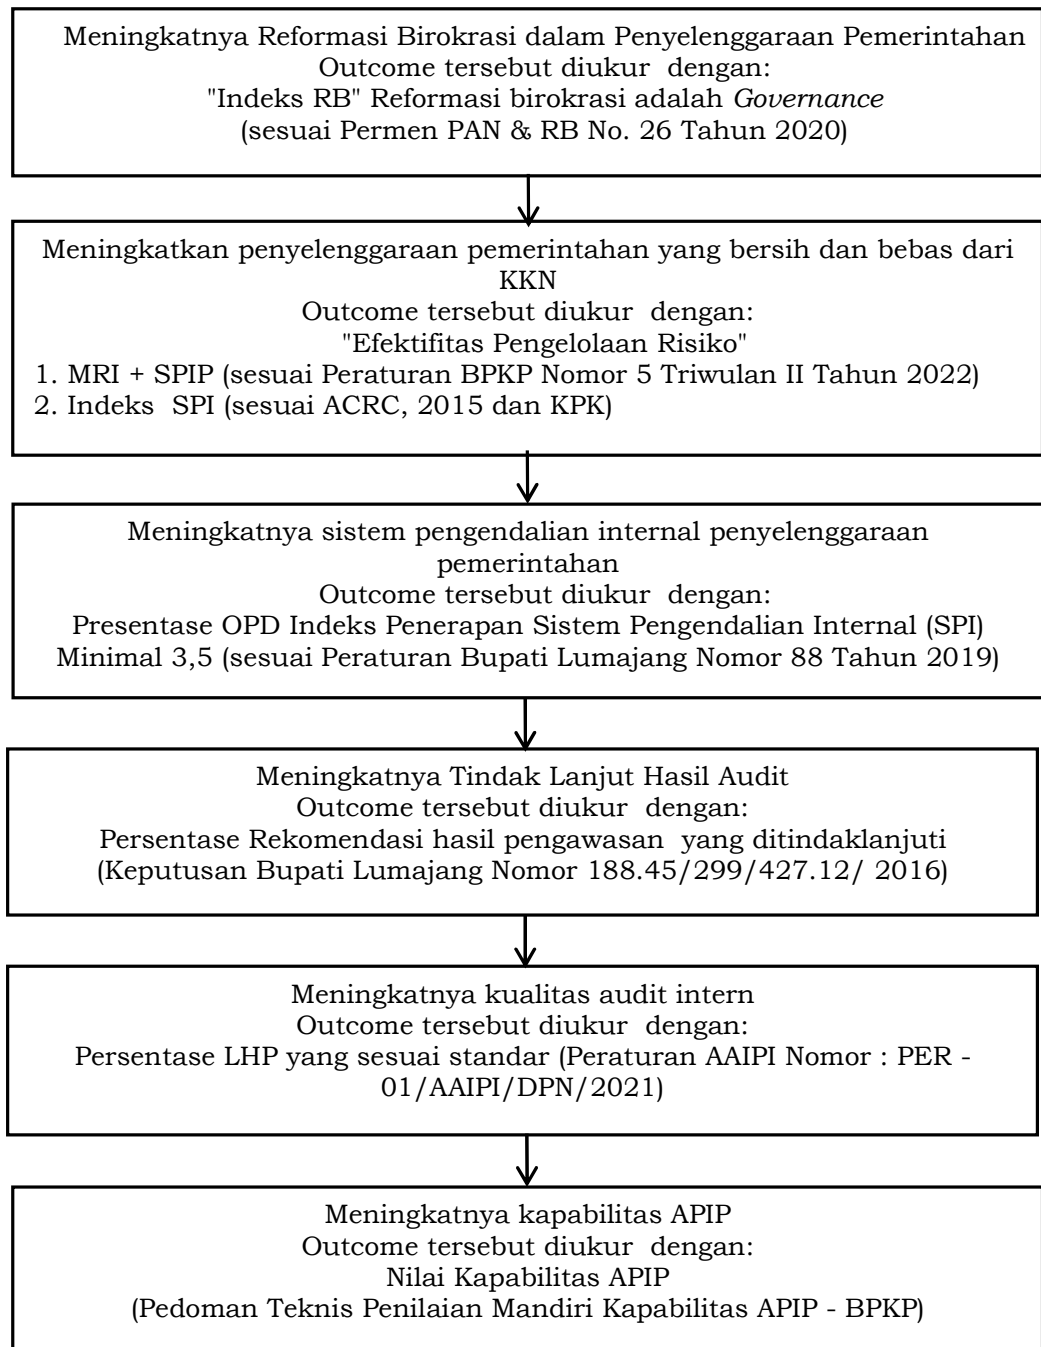 Meningkatnya Reformasi Birokrasi dalam Penyelenggaraan Pemerintahan
Outcome tersebut diukur dengan:
"Indeks RB" Reformasi birokrasi adalah Governance
(sesuai Permen PAN & RB No. 26 Tahun 2020)
Meningkatkan penyelenggaraan pemerintahan yang bersih dan bebas dari
KKN
Outcome tersebut diukur dengan:
"Efektifitas Pengelolaan Risiko"
1. MRI + SPIP (sesuai Peraturan BPKP Nomor 5 Triwulan II Tahun 2022)
2. Indeks SPI (sesuai ACRC, 2015 dan KPK)
Meningkatnya sistem pengendalian internal penyelenggaraan
pemerintahan
Outcome tersebut diukur dengan:
Presentase OPD Indeks Penerapan Sistem Pengendalian Internal (SPI)
Minimal 3,5 (sesuai Peraturan Bupati Lumajang Nomor 88 Tahun 2019)
Meningkatnya Tindak Lanjut Hasil Audit
Outcome tersebut diukur dengan:
Persentase Rekomendasi hasil pengawasan yang ditindaklanjuti
(Keputusan Bupati Lumajang Nomor 188.45/299/427.12/ 2016)
Meningkatnya kualitas audit intern
Outcome tersebut diukur dengan:
Persentase LHP yang sesuai standar (Peraturan AAIPI Nomor : PER -
01/AAIPI/DPN/2021)
Meningkatnya kapabilitas APIP
Outcome tersebut diukur dengan:
Nilai Kapabilitas APIP
(Pedoman Teknis Penilaian Mandiri Kapabilitas APIP - BPKP)